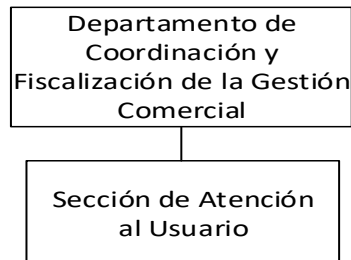 Departamento de
Coordinación y
Fiscalización de la Gestión
Comercial
Sección de Atención
al Usuario